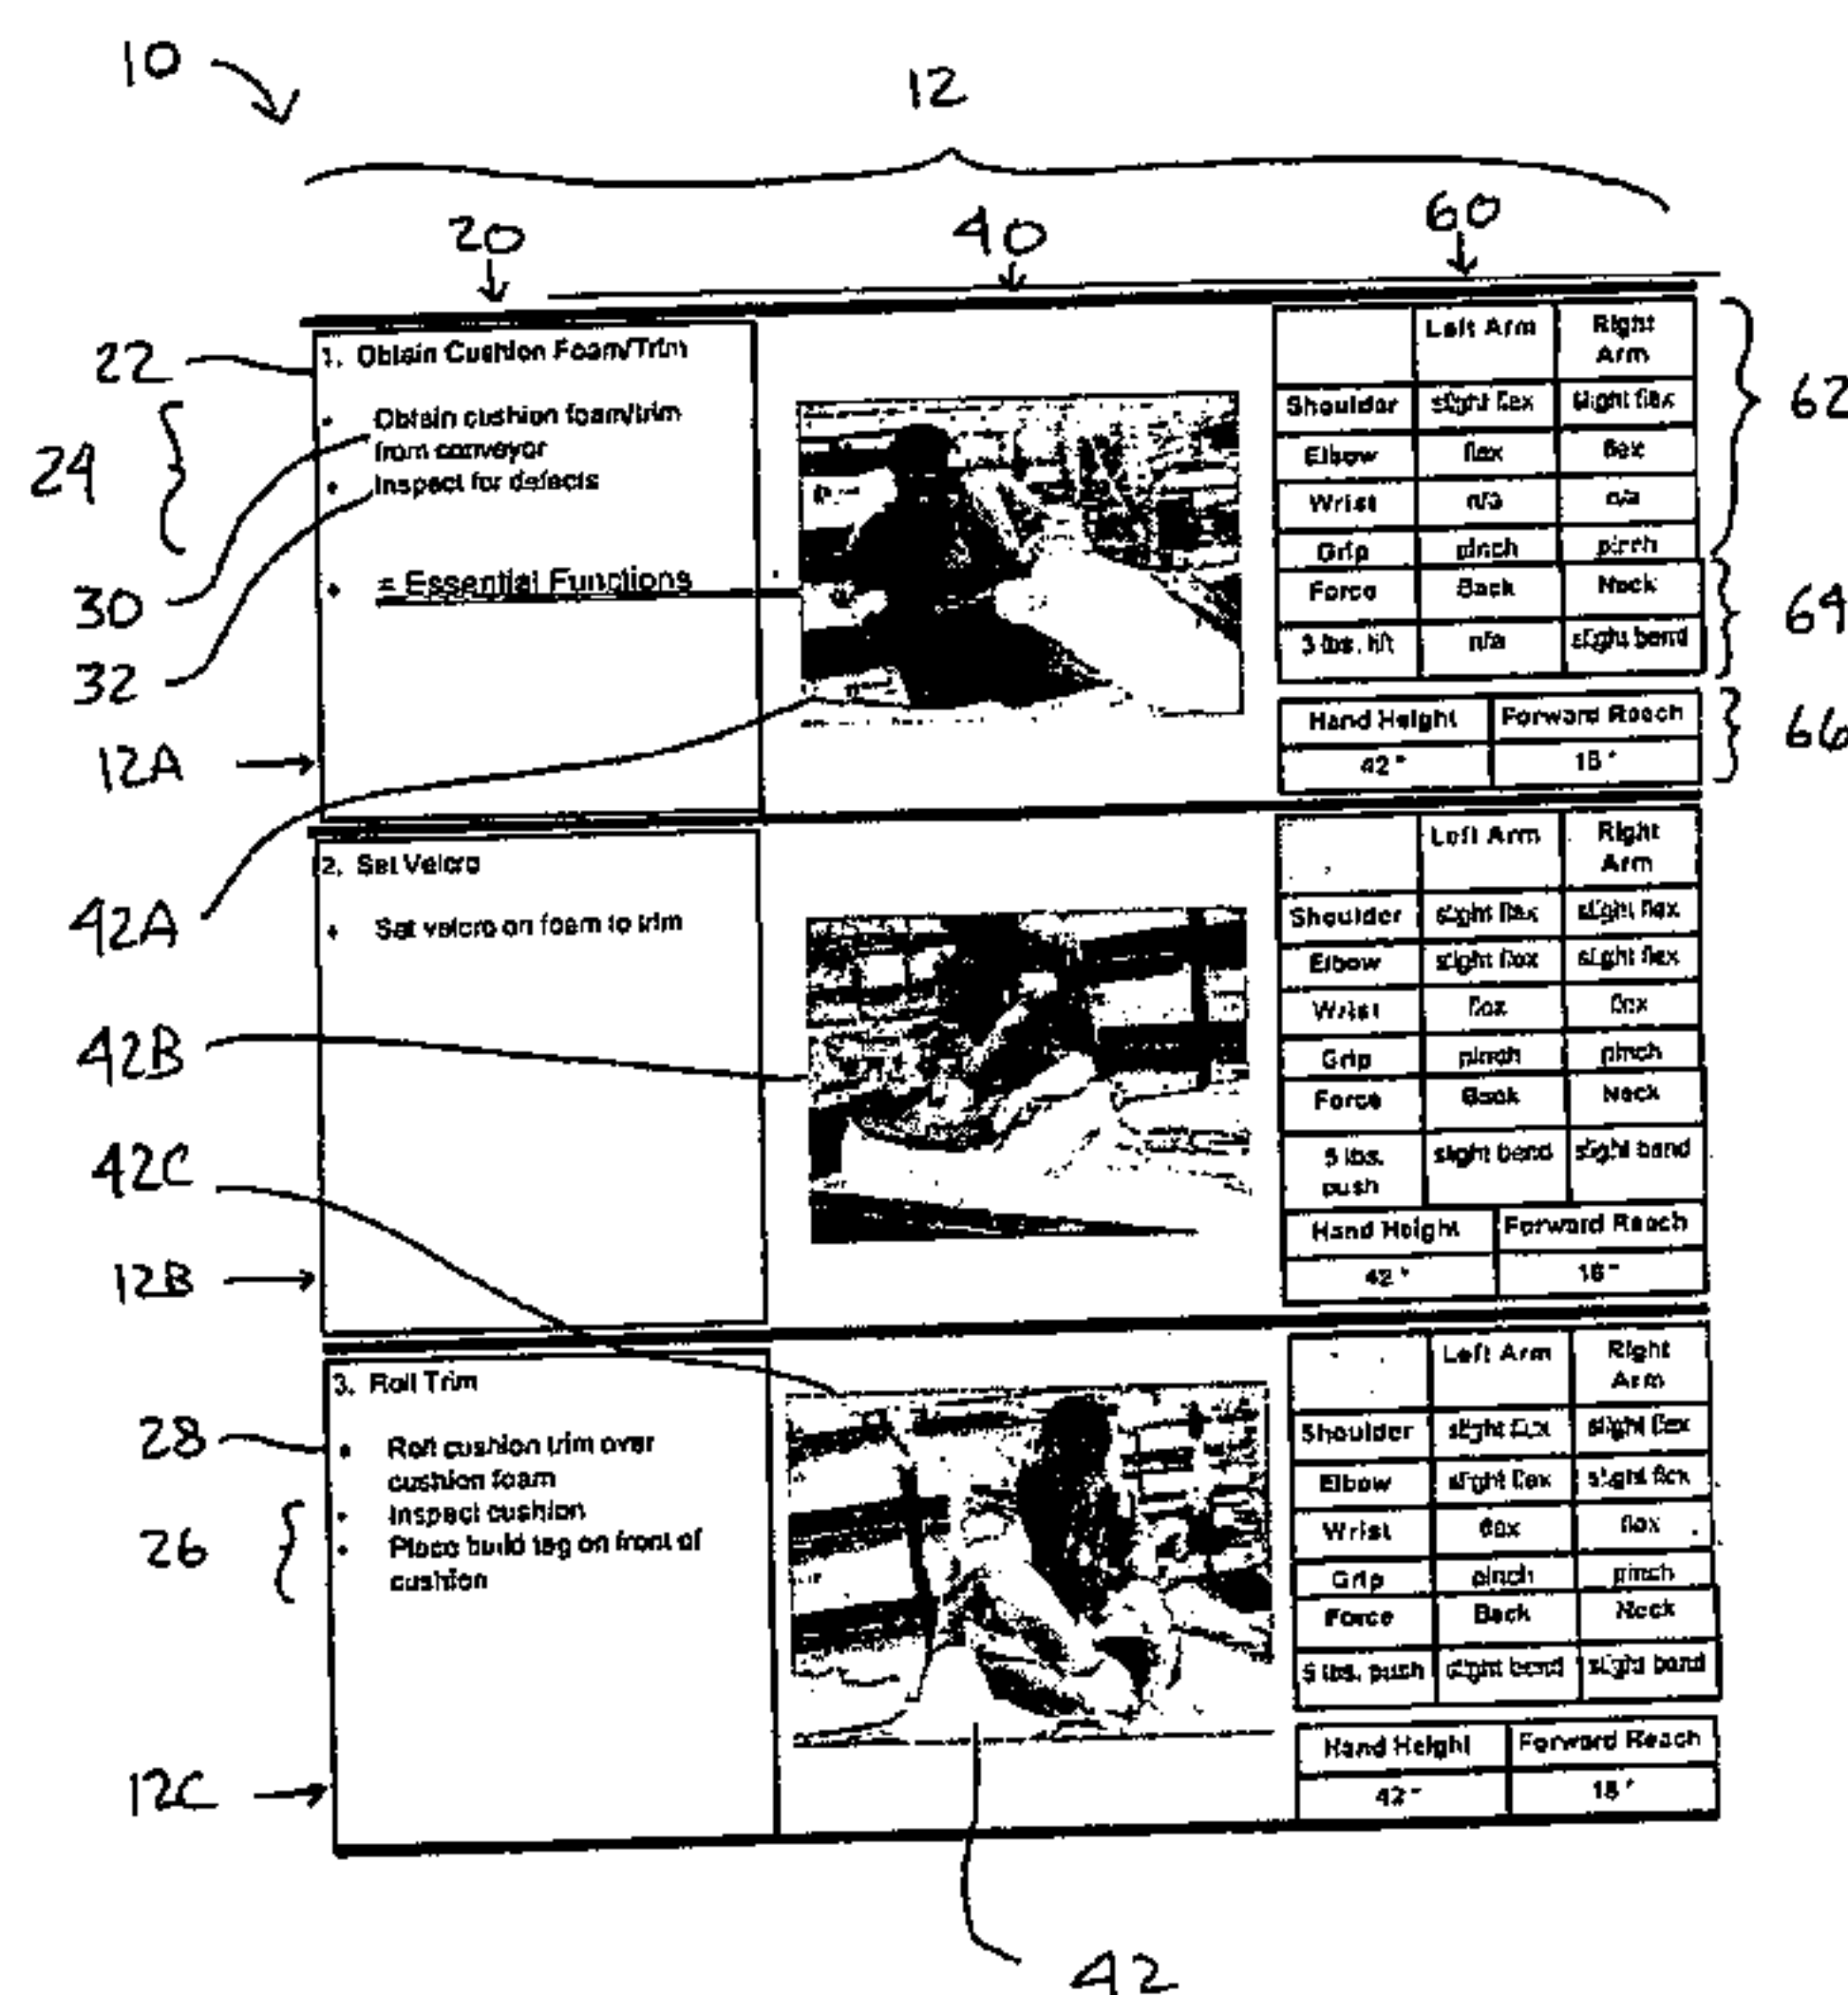 10
12
20 40 60
22
24
30
32
12A
42A
1. Obtain Cushion Foam/Trim
• Obtain cushion foam/trim
from conveyor
• Inspect for defects
• = Essential Functions
Left Arm Right
Arm
Shoulder slight flex slight flex
Elbow flex flex
Wrist n/a n/a
Grip pinch pinch
Force Back Neck
3 lbs. lift n/a slight bend
Hand Height Forward Reach
42"
62
64
66
42B
42C
12B
2. Set Velcro
• Set velcro on foam to trim
Left Arm Right
Arm
Shoulder slight flex slight flex
Elbow slight flex slight flex
Wrist flex flex
Grip pinch pinch
Force Back Neck
5 lbs.
push slight bend slight bend
Hand Height Forward Reach
42"
28
26
12C
3. Roll Trim
• Roll cushion trim over
cushion foam
• Inspect cushion
• Place build tag on front of
cushion
Left Arm Right
Arm
Shoulder slight flex slight flex
Elbow slight flex slight flex
Wrist flex flex
Grip pinch pinch
Force Back Neck
5 lbs. push slight bend slight bend
Hand Height Forward Reach
42"
42